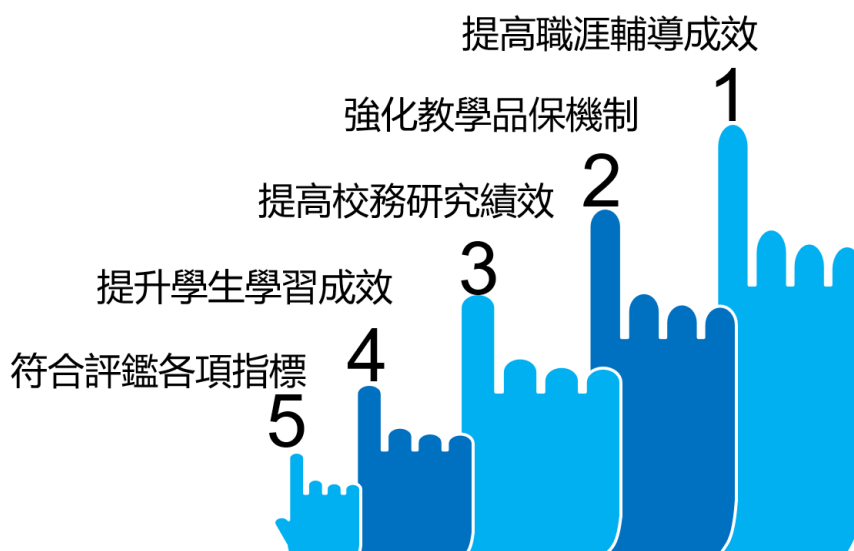 提高職涯輔導成效
1
強化教學品保機制
2
提高校務研究績效
3
提升學生學習成效
4
符合評鑑各項指標
5